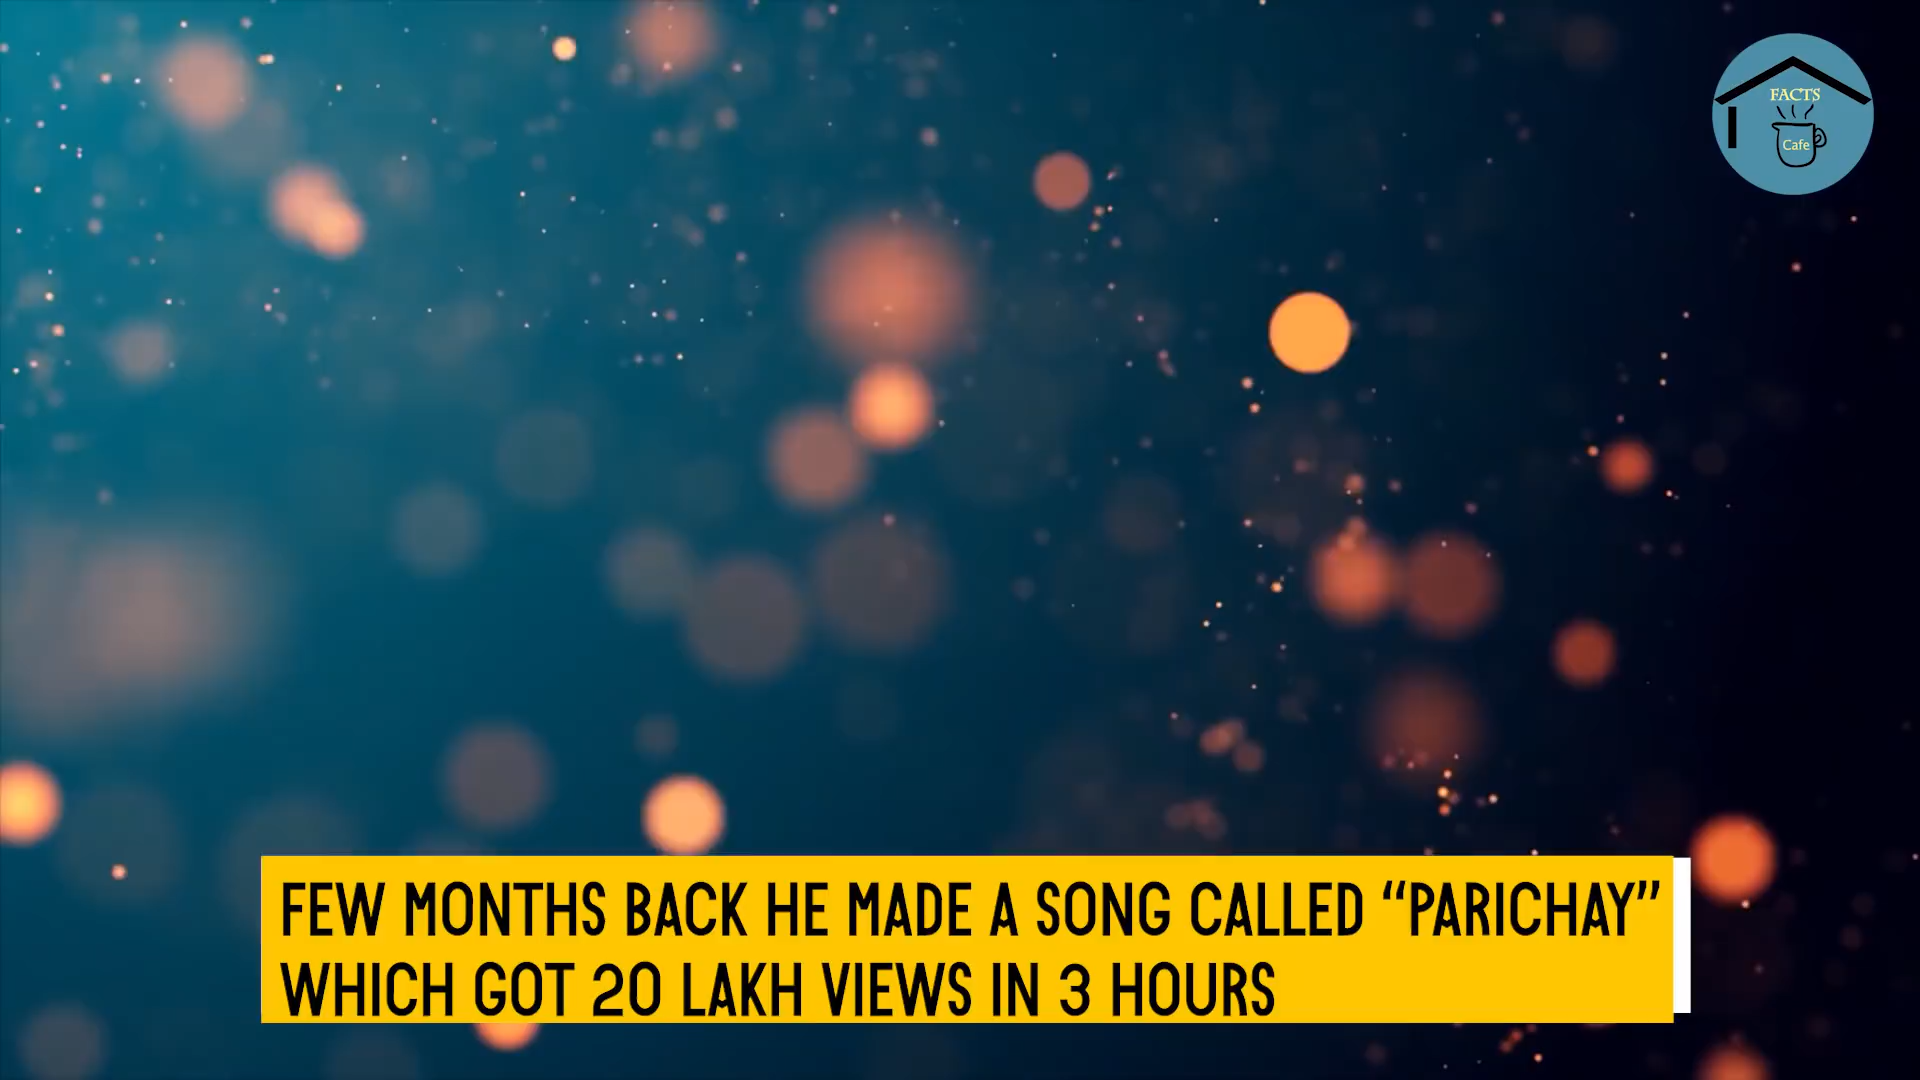 FACTS
Cafe
FEW MONTHS BACK HE MADE A SONG CALLED “PARICHAY”
WHICH GOT 20 LAKH VIEWS IN 3 HOURS